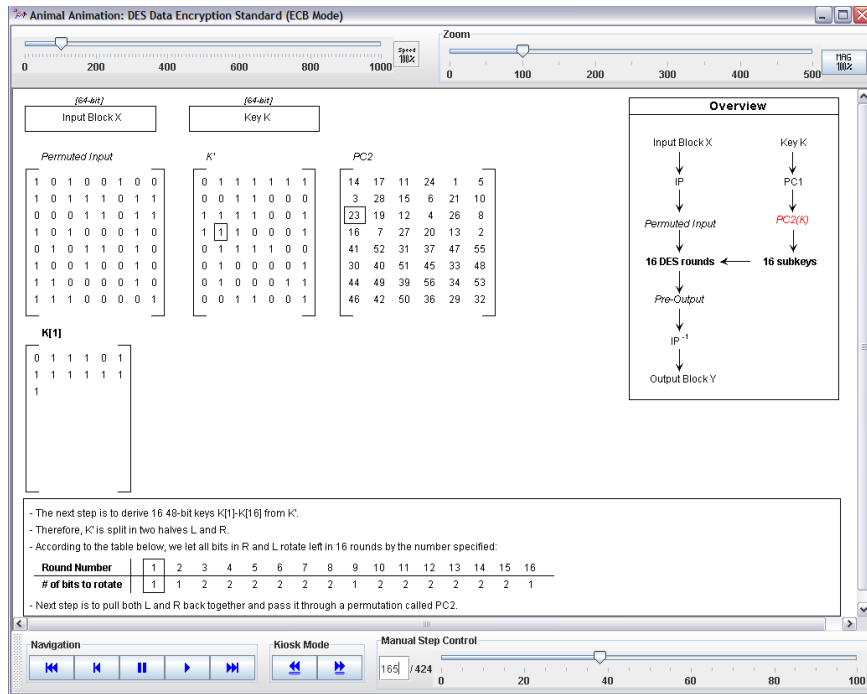 Animal Animation: DES Data Encryption Standard (ECB Mode)
0 200 400 600 800 1000
Speed 100%
Zoom
0 100 200 300 400 500
MAG 100%
[64-bit] [64-bit]
Input Block X Key K
Permuted Input K' PC2
1 0 1 0 0 1 0 0 0 1 1 1 1 1 1 14 17 11 24 1 5
1 0 1 1 1 0 1 1 0 1 1 1 0 1 0 3 28 15 6 21 10
0 0 0 1 1 0 1 1 1 1 1 1 0 0 1 23 19 12 4 26 8
1 1 0 0 0 0 1 0 1 1 1 0 0 0 1 16 7 27 20 13 2
0 1 0 1 1 0 1 0 0 1 1 1 1 0 0 41 52 31 37 47 55
1 0 0 1 0 0 1 0 1 0 1 0 0 0 1 30 40 51 45 33 48
1 1 0 0 0 0 0 1 1 0 0 0 0 1 1 44 49 39 56 34 53
1 1 1 0 0 0 0 1 0 0 1 1 0 0 1 46 42 50 36 29 32
K[1]
0 1 1 1 0 1
1 1 1 1 1 1
1
Overview
Input Block X Key K
IP PC1
Permuted Input PC2(K)
16 DES rounds 16 subkeys
Pre-Output
IP -1
Output Block Y
- The next step is to derive 16 48-bit keys K[1]-K[16] from K'.
- Therefore, K' is split in two halves L and R.
- According to the table below, we let all bits in R and L rotate left in 16 rounds by the number specified:
Round Number 1 2 3 4 5 6 7 8 9 10 11 12 13 14 15 16
# of bits to rotate 1 1 2 2 2 2 2 2 1 2 2 2 2 2 2 1
- Next step is to pull both L and R back together and pass it through a permutation called PC2.
Navigation
Kiosk Mode
Manual Step Control
165 / 424
0 20 40 60 80 100